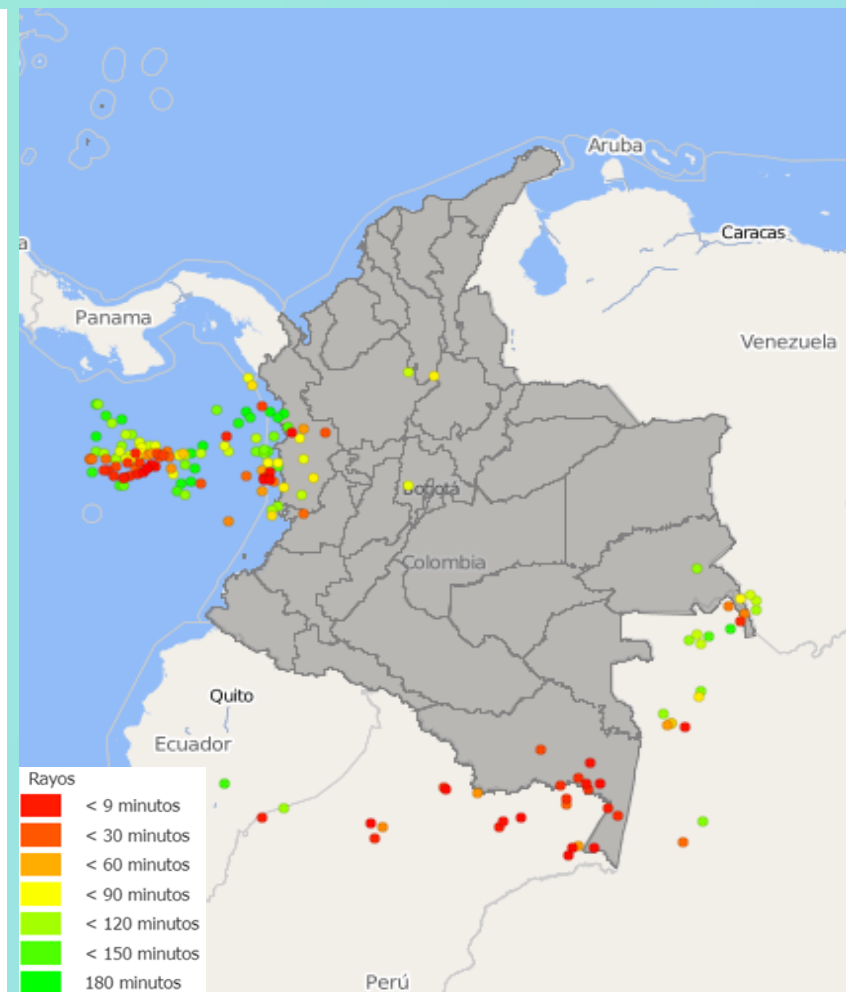 Aruba
Caracas
a
Panama
Venezuela
Bogotá
Colombia
Quito
Ecuador
Rayos
< 9 minutos
< 30 minutos
< 60 minutos
< 90 minutos
< 120 minutos
< 150 minutos
180 minutos
Perú